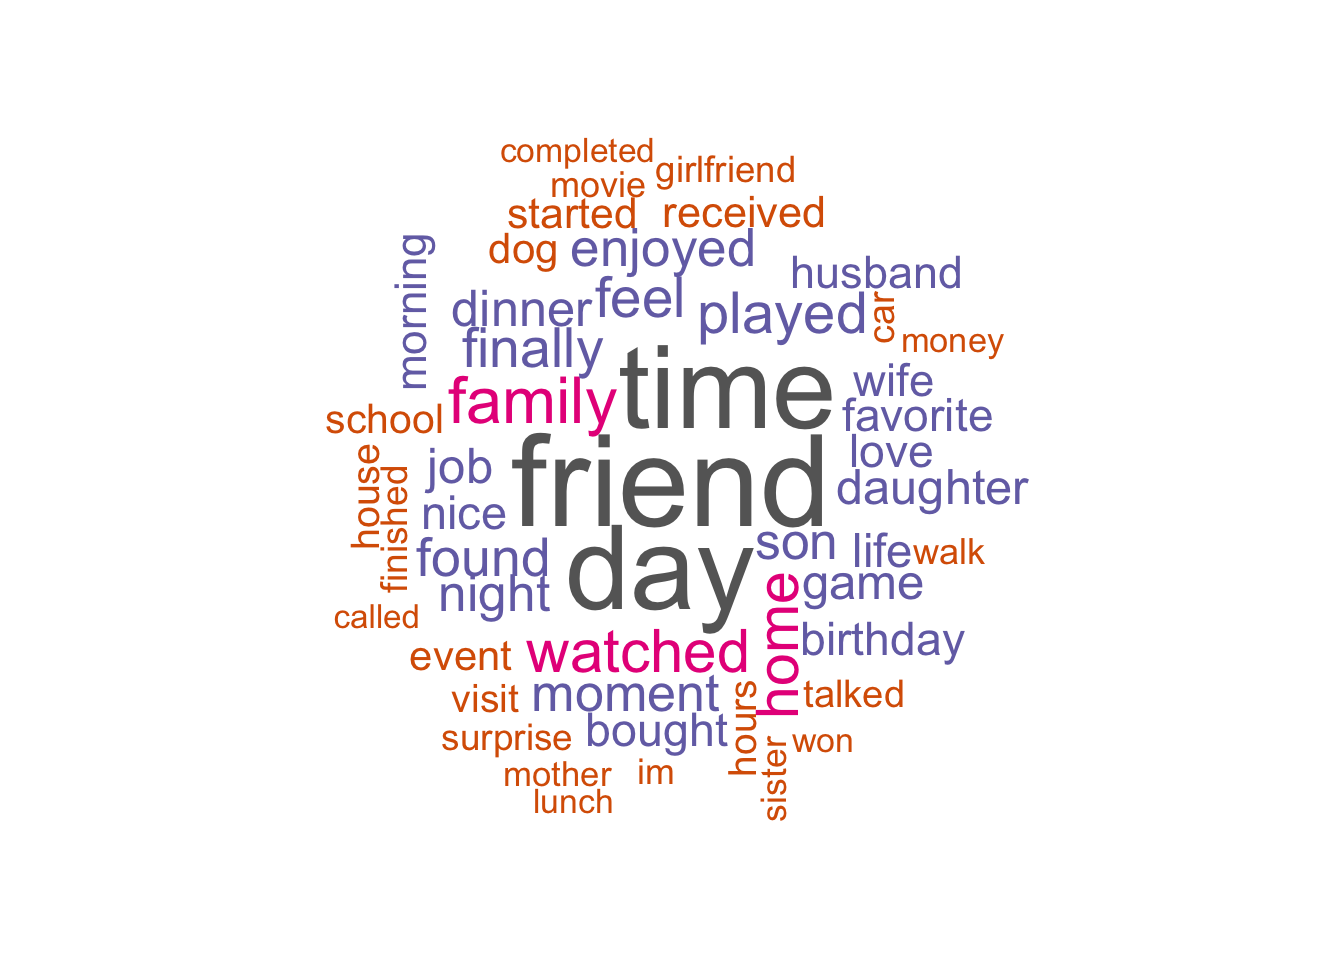 completed
girlfriend
movie
started
received
dog
enjoyed
morning
husband
dinner
feel
played
car
money
finally
time
family
wife
school
favorite
friend
love
house
job
daughter
finished
nice
day
son
life
walk
found
night
game
home
called
watched
birthday
event
visit
moment
talked
hours
surprise
bought
won
sister
mother
im
lunch